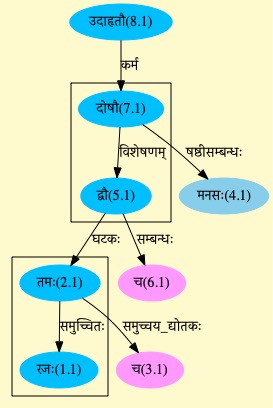 उदाहृतौ(8.1)
कर्म
दोषौ(7.1)
विशेषणम् षष्ठीसम्बन्धः
द्वौ(5.1) मनसः(4.1)
घटकः सम्बन्धः
तमः(2.1) च(6.1)
समुच्चितः समुच्चय_द्योतकः
रजः(1.1) च(3.1)